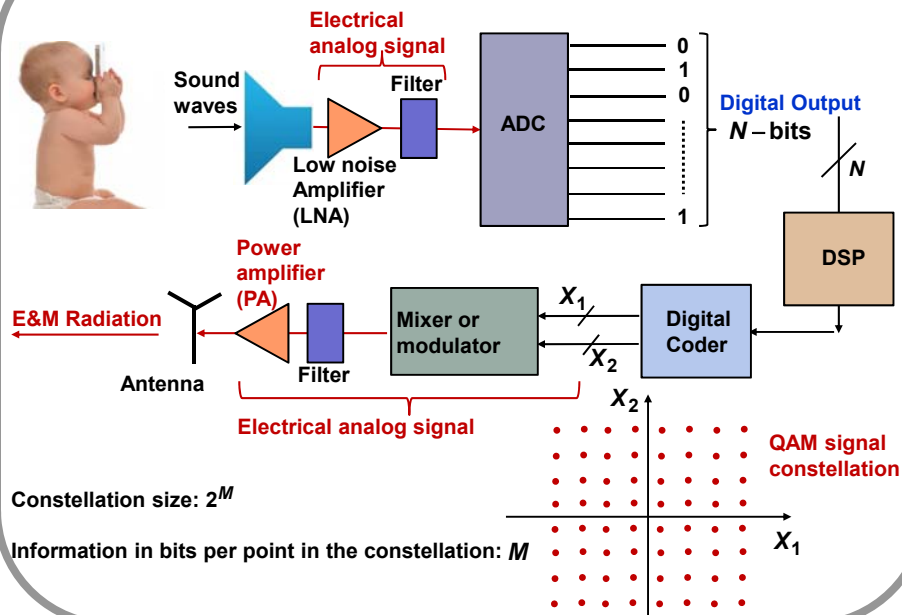 Electrical
analog signal
Sound
waves
Filter
Low noise
Amplifier
(LNA)
ADC
0
1
0
1
Digital Output
N – bits
N
DSP
Power
amplifier
(PA)
E&M Radiation
Antenna
Filter
Mixer or
modulator
X1
X2
Digital
Coder
Electrical analog signal
X2
QAM signal
constellation
X1
Constellation size: 2^M
Information in bits per point in the constellation: M